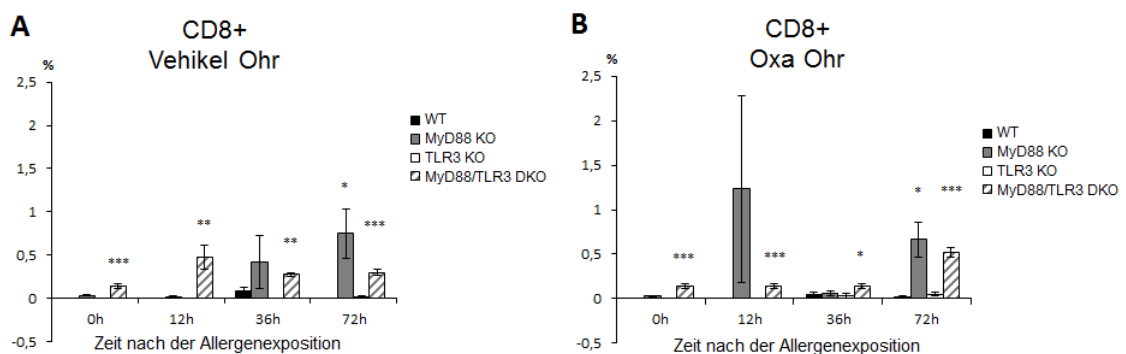 A
CD8+
Vehikel Ohr
%
2,5
2
1,5
1
0,5
0
-0,5
*
**
***
**
***
0h
12h
36h
72h
Zeit nach der Allergenexposition
WT
MyD88 KO
TLR3 KO
MyD88/TLR3 DKO
B
CD8+
Oxa Ohr
%
2,5
2
1,5
1
0,5
0
-0,5
*
***
***
***
*
0h
12h
36h
72h
Zeit nach der Allergenexposition
WT
MyD88 KO
TLR3 KO
MyD88/TLR3 DKO